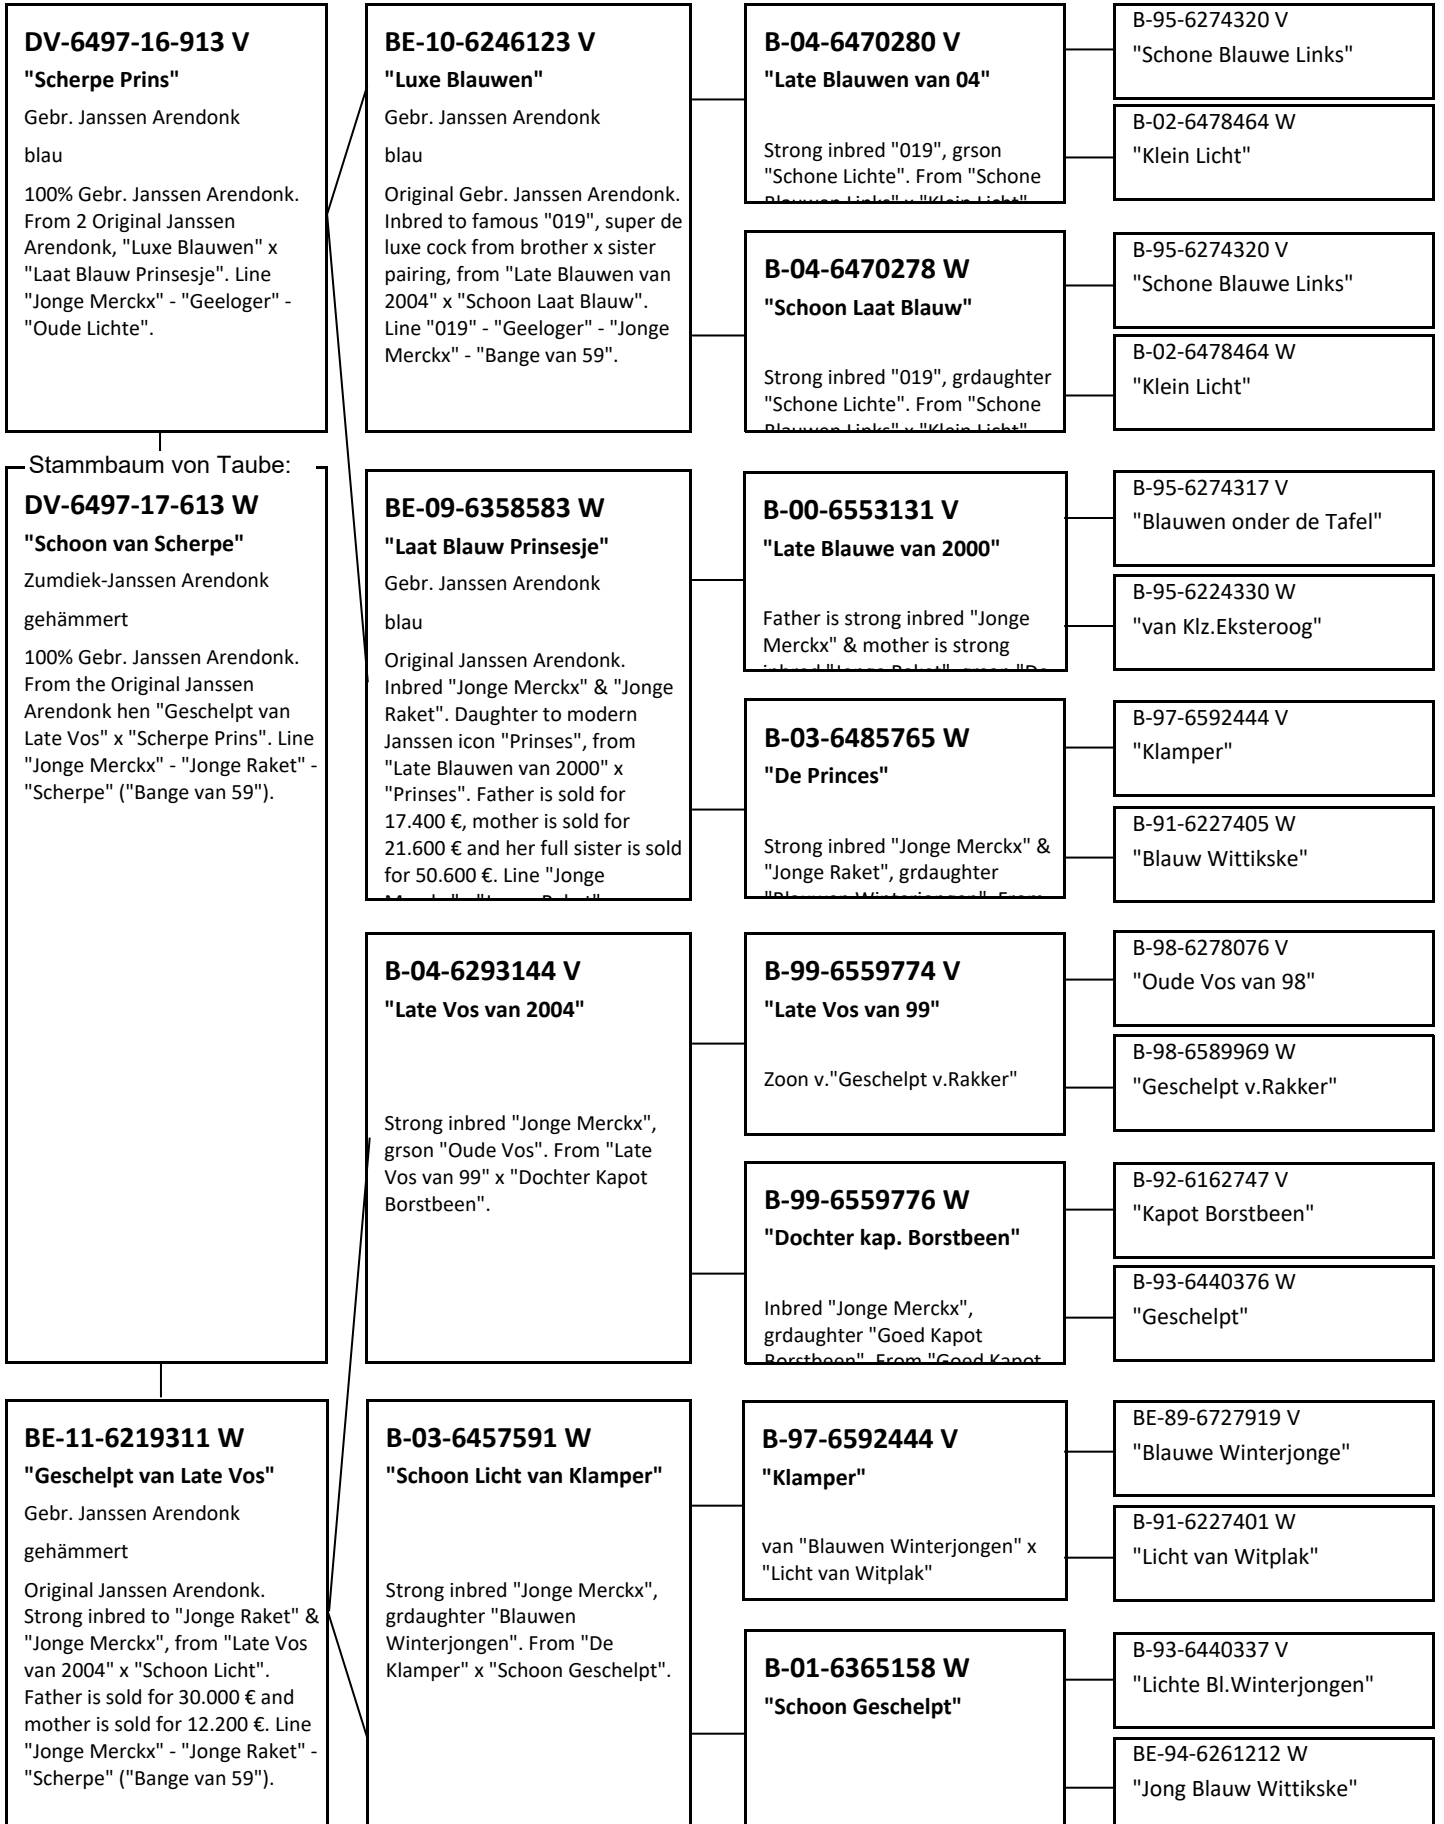 DV-6497-16-913 V
"Scherpe Prins"
Gebr. Janssen Arendonk
blau
100% Gebr. Janssen Arendonk.
From 2 Original Janssen
Arendonk, "Luxe Blauwen" x
"Laat Blauw Prinsesje". Line
"Jonge Merckx" - "Geeloger" -
"Oude Lichte".
Stammbaum von Taube:
DV-6497-17-613 W
"Schoon van Scherpe"
Zumdiek-Janssen Arendonk
gehämmert
100% Gebr. Janssen Arendonk.
From the Original Janssen
Arendonk hen "Geschelpt van
Late Vos" x "Scherpe Prins". Line
"Jonge Merckx" - "Jonge Raket" -
"Scherpe" ("Bange van 59").
BE-11-6219311 W
"Geschelpt van Late Vos"
Gebr. Janssen Arendonk
gehämmert
Original Janssen Arendonk.
Strong inbred to "Jonge Raket" &
"Jonge Merckx", from "Late Vos
van 2004" x "Schoon Licht".
Father is sold for 30.000 € and
mother is sold for 12.200 €. Line
"Jonge Merckx" - "Jonge Raket" -
"Scherpe" ("Bange van 59").
BE-10-6246123 V
"Luxe Blauwen"
Gebr. Janssen Arendonk
blau
Original Gebr. Janssen Arendonk.
Inbred to famous "019", super de
luxe cock from brother x sister
pairing, from "Late Blauwen van
2004" x "Schoon Laat Blauw".
Line "019" - "Geeloger" - "Jonge
Merckx" - "Bange van 59".
BE-09-6358583 W
"Laat Blauw Prinsesje"
Gebr. Janssen Arendonk
blau
Original Janssen Arendonk.
Inbred "Jonge Merckx" & "Jonge
Raket". Daughter to modern
Janssen icon "Prinses", from
"Late Blauwen van 2000" x
"Prinses". Father is sold for
17.400 €, mother is sold for
21.600 € and her full sister is sold
for 50.600 €. Line "Jonge
B-04-6293144 V
"Late Vos van 2004"
Strong inbred "Jonge Merckx",
grson "Oude Vos". From "Late
Vos van 99" x "Dochter Kapot
Borstbeen".
B-03-6457591 W
"Schoon Licht van Klamper"
Strong inbred "Jonge Merckx",
grdaughter "Blauwen
Winterjongen". From "De
Klamper" x "Schoon Geschelpt".
B-04-6470280 V
"Late Blauwen van 04"
Strong inbred "019", grson
"Schone Lichte". From "Schone
Blauwen Links" x "Klein Licht"
B-04-6470278 W
"Schoon Laat Blauw"
Strong inbred "019", grdaughter
"Schone Lichte". From "Schone
Blauwen Links" x "Klein Licht"
B-00-6553131 V
"Late Blauwe van 2000"
Father is strong inbred "Jonge
Merckx" & mother is strong
B-03-6485765 W
"De Princes"
Strong inbred "Jonge Merckx" &
"Jonge Raket", grdaughter
"Blauwen Winterjongen". From
B-99-6559774 V
"Late Vos van 99"
Zoon v."Geschelpt v.Rakker"
B-99-6559776 W
"Dochter kap. Borstbeen"
Inbred "Jonge Merckx",
grdaughter "Goed Kapot
Borstbeen". From "Goed Kapot
B-97-6592444 V
"Klamper"
van "Blauwen Winterjongen" x
"Licht van Witplak"
B-01-6365158 W
"Schoon Geschelpt"
B-95-6274320 V
"Schone Blauwe Links"
B-02-6478464 W
"Klein Licht"
B-95-6274320 V
"Schone Blauwe Links"
B-02-6478464 W
"Klein Licht"
B-95-6274317 V
"Blauwen onder de Tafel"
B-95-6224330 W
"van Klz.Eksteroog"
B-97-6592444 V
"Klamper"
B-91-6227405 W
"Blauw Wittikske"
B-98-6278076 V
"Oude Vos van 98"
B-98-6589969 W
"Geschelpt v.Rakker"
B-92-6162747 V
"Kapot Borstbeen"
B-93-6440376 W
"Geschelpt"
BE-89-6727919 V
"Blauwe Winterjonge"
B-91-6227401 W
"Licht van Witplak"
B-93-6440337 V
"Lichte Bl.Winterjongen"
BE-94-6261212 W
"Jong Blauw Wittikske"